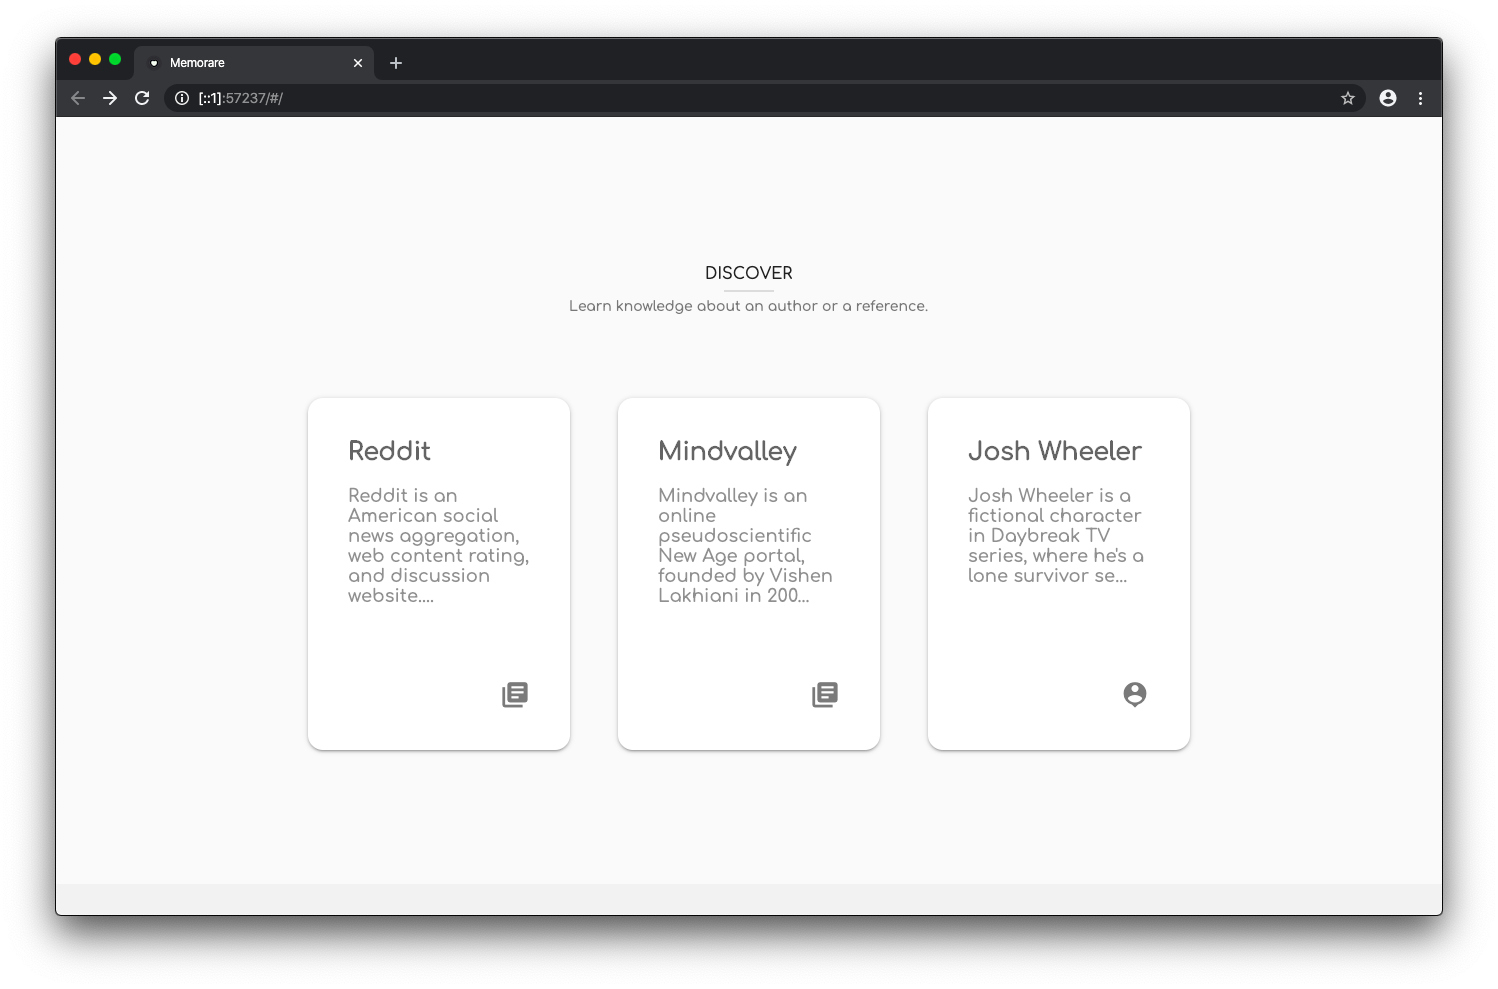 Memorare
[::1]:57237/#/
DISCOVER
Learn knowledge about an author or a reference.
Reddit
Reddit is an
American social
news aggregation,
web content rating,
and discussion
website....
Mindvalley
Mindvalley is an
online
pseudoscientific
New Age portal,
founded by Vishen
Lakhiani in 200...
Josh Wheeler
Josh Wheeler is a
fictional character
in Daybreak TV
series, where he's a
lone survivor se...